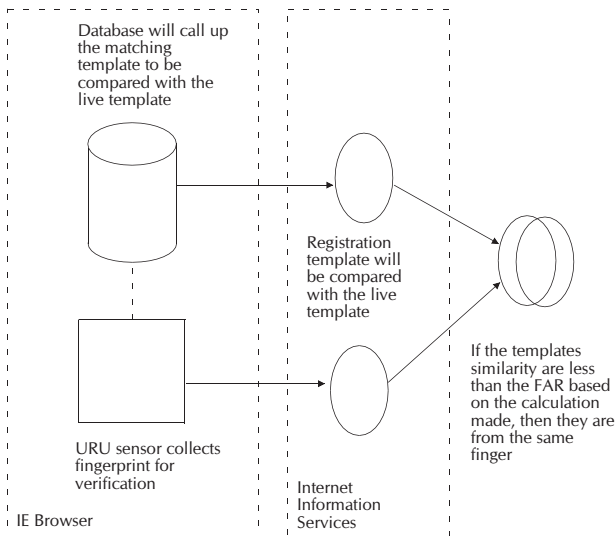 Database will call up
the matching
template to be
compared with the
live template
Registration
template will
be compared
with the live
template
If the templates
similarity are less
than the FAR based
on the calculation
made, then they are
from the same
finger
URU sensor collects
fingerprint for
verification
Internet
Information
Services
IE Browser